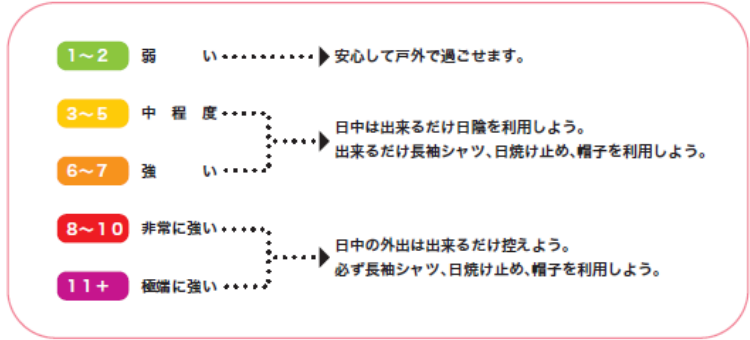 1〜2 弱い 安心して戸外で過ごせます。
3〜5 中程度
日中は出来るだけ日陰を利用しよう。
出来るだけ長袖シャツ、日焼け止め、帽子を利用しよう。
6〜7 強い
8〜10 非常に強い
日中の外出は出来るだけ控えよう。
必ず長袖シャツ、日焼け止め、帽子を利用しよう。
11+ 極端に強い